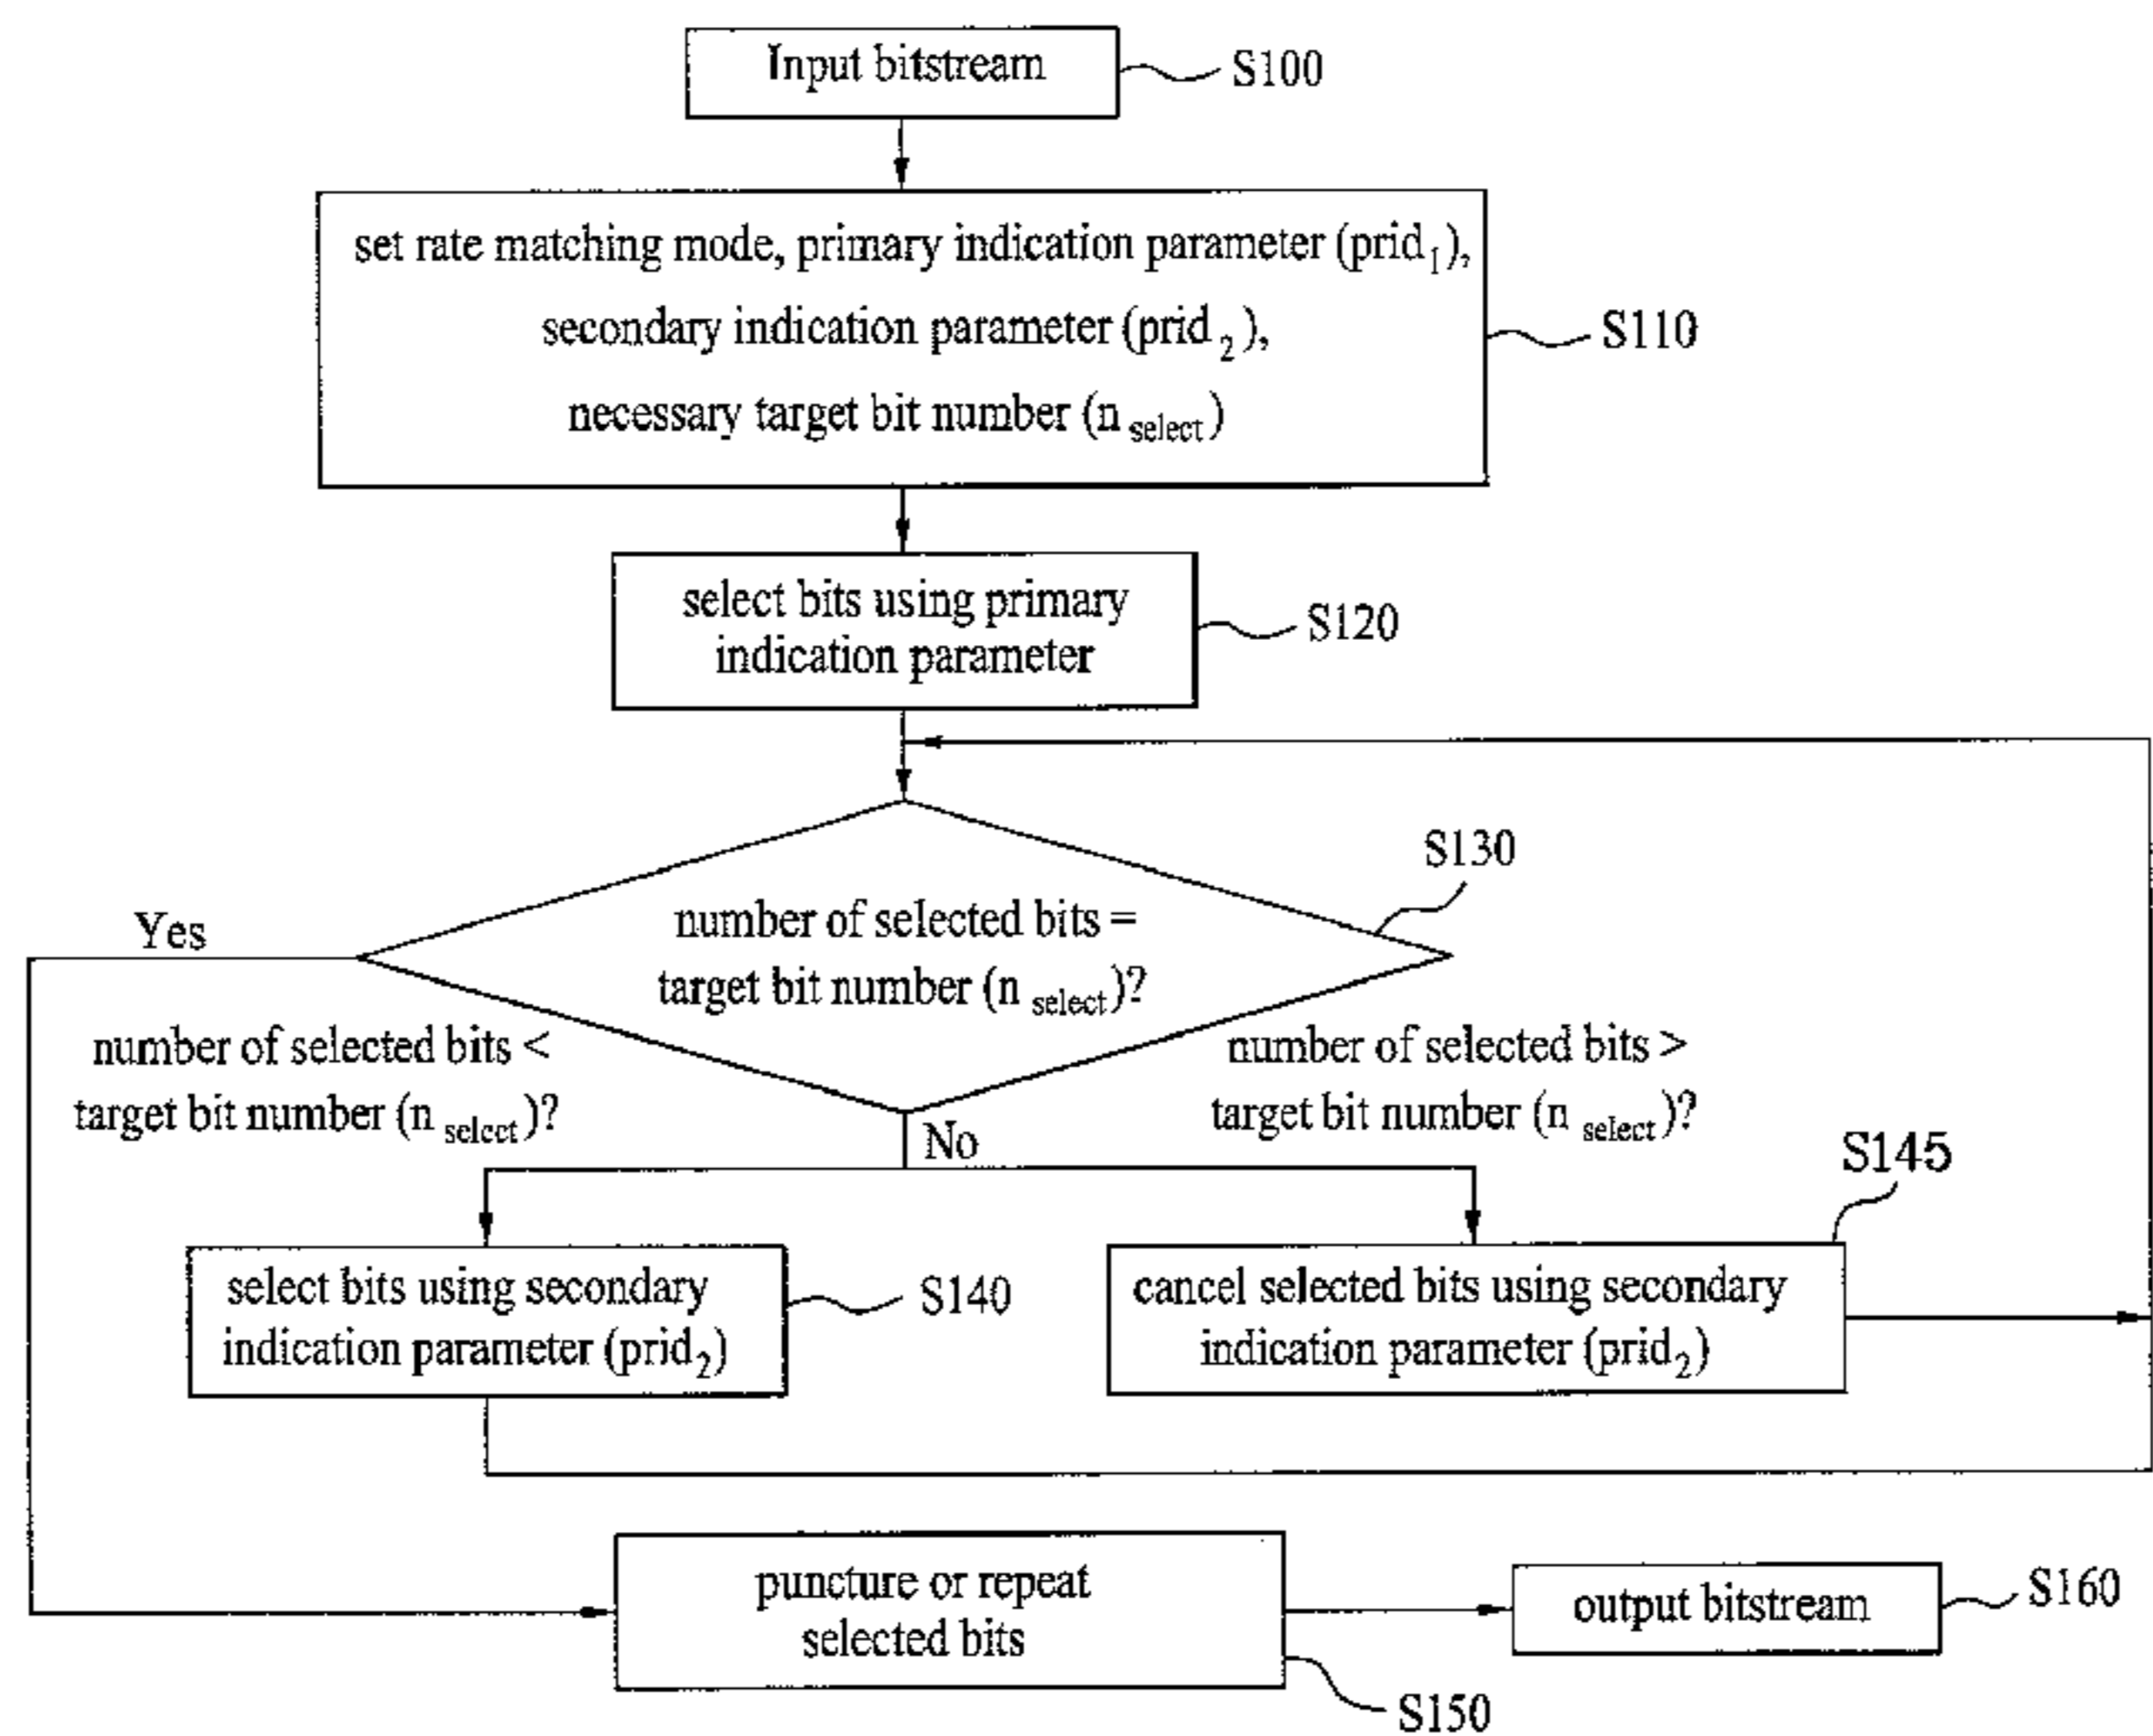 Input bitstream
S100
set rate matching mode, primary indication parameter (prid₁),
secondary indication parameter (prid₂),
necessary target bit number (n select)
S110
select bits using primary
indication parameter
S120
S130
number of selected bits =
target bit number (n select)?
Yes
number of selected bits <
target bit number (n select)?
number of selected bits >
target bit number (n select)?
No
S145
select bits using secondary
indication parameter (prid₂)
S140
cancel selected bits using secondary
indication parameter (prid₂)
puncture or repeat
selected bits
S150
output bitstream
S160